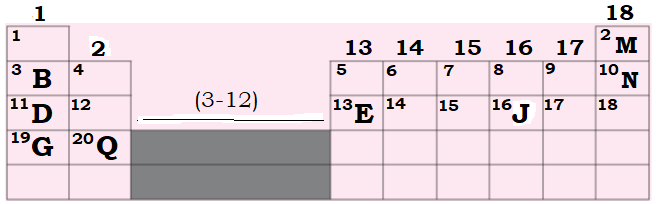 1 18
1 2 13 14 15 16 17 2 M
3 B 4 (3-12) 5 6 7 8 9 10 N
11 D 12 13 E 14 15 16 J 17 18
19 G 20 Q